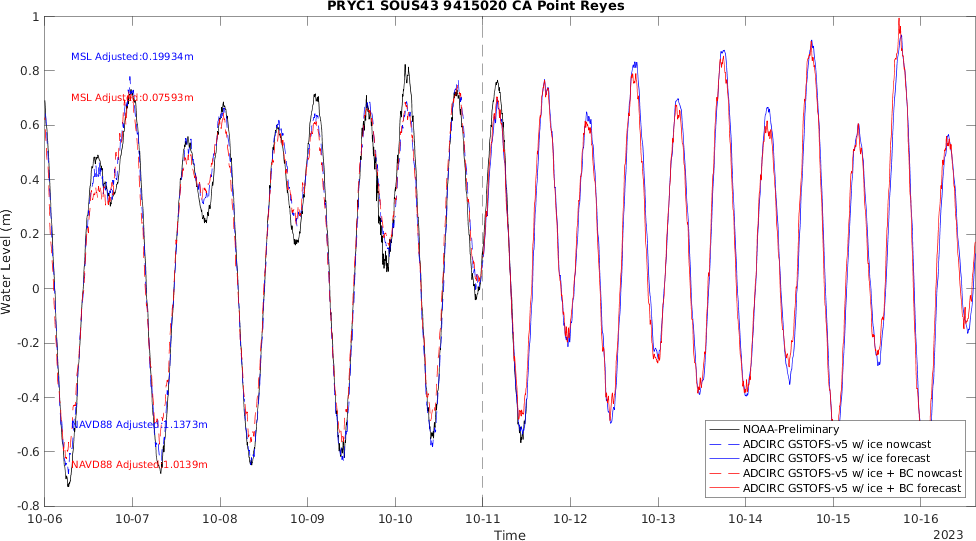 PRYC1 SOUS43 9415020 CA Point Reyes
MSL Adjusted:0.19934m
MSL Adjusted:0.07593m
NAVD88 Adjusted:1.1373m
NAVD88 Adjusted:1.0139m
Water Level (m)
1
0.8
0.6
0.4
0.2
0
-0.2
-0.4
-0.6
-0.8
NOAA-Preliminary
ADCIRC GSTOFS-v5 w/ ice nowcast
ADCIRC GSTOFS-v5 w/ ice forecast
ADCIRC GSTOFS-v5 w/ ice + BC nowcast
ADCIRC GSTOFS-v5 w/ ice + BC forecast
10-06 10-07 10-08 10-09 10-10 10-11 10-12 10-13 10-14 10-15 10-16
Time
2023